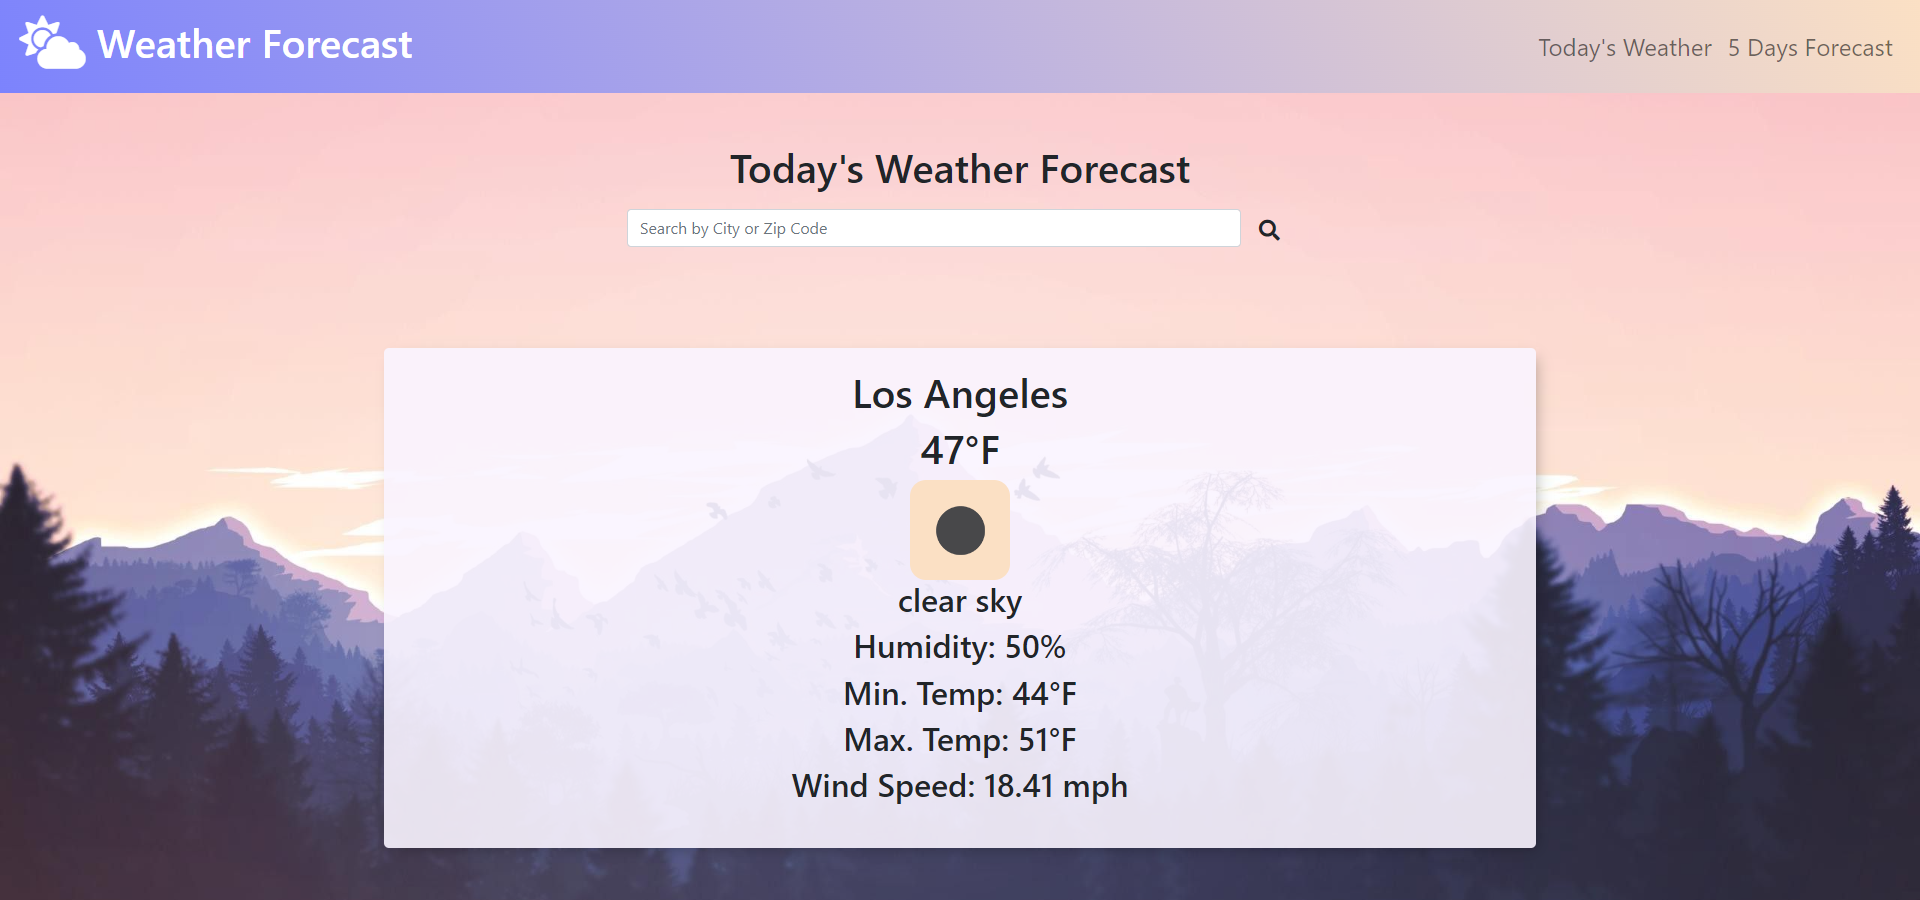 Weather Forecast
Today's Weather 5 Days Forecast
Today's Weather Forecast
Search by City or Zip Code
Los Angeles
47°F
clear sky
Humidity: 50%
Min. Temp: 44°F
Max. Temp: 51°F
Wind Speed: 18.41 mph